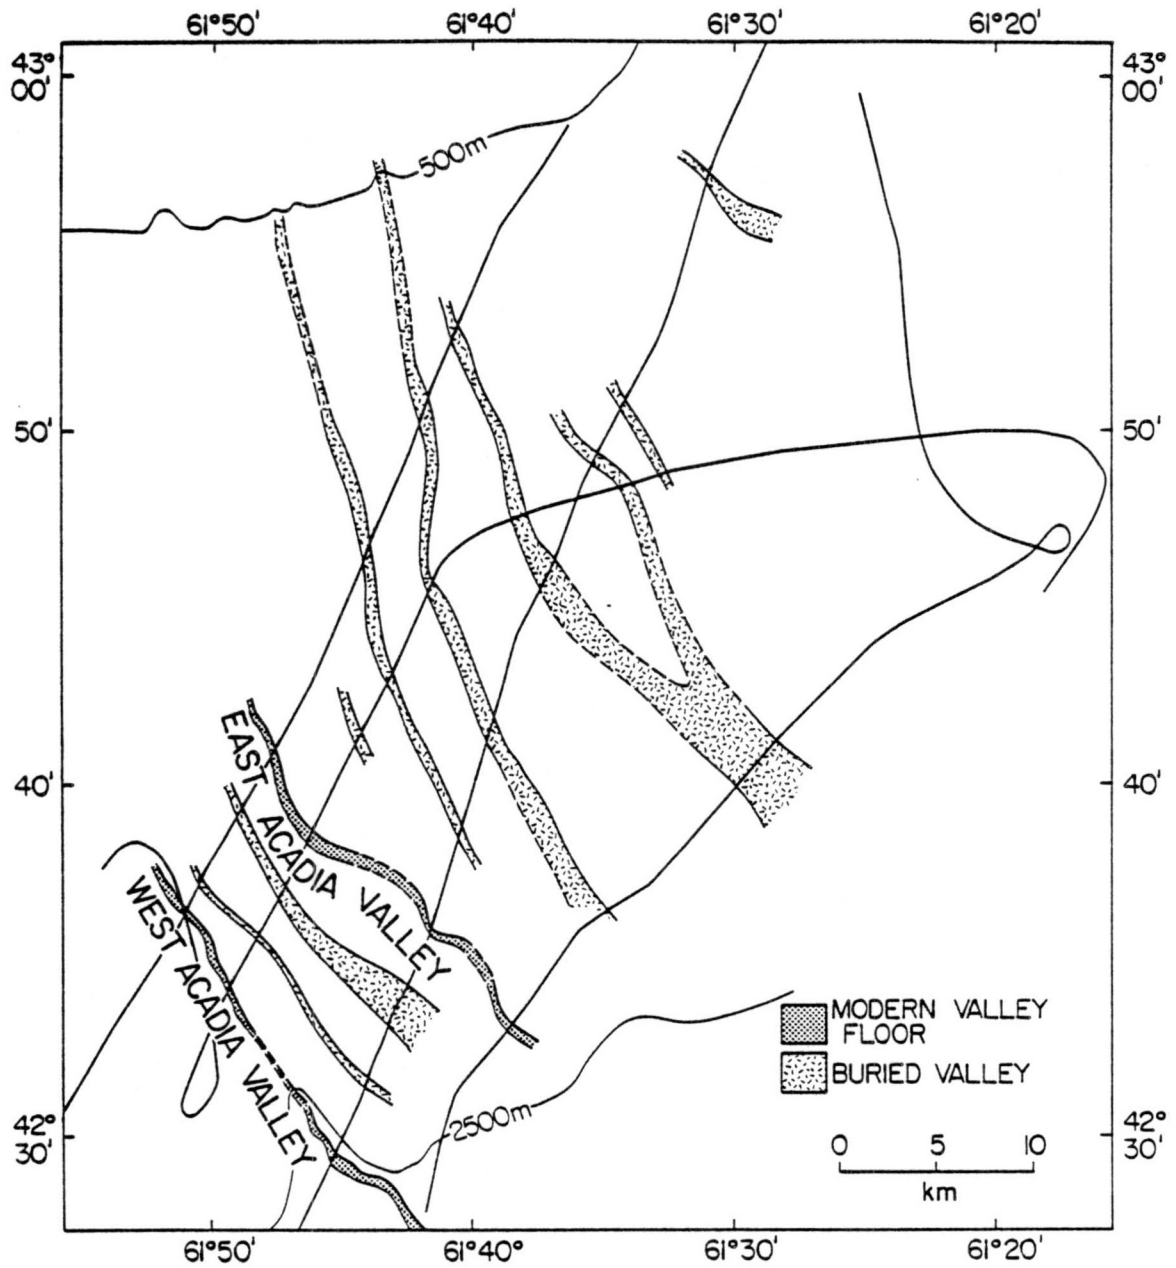 61°50' 61°40' 61°30' 61°20'
43°
00'
43°
00'
500m
50'
50'
40'
40'
EAST ACADIA VALLEY
WEST ACADIA VALLEY
MODERN VALLEY
FLOOR
BURIED VALLEY
2500m
42°
30'
42°
30'
0 5 10
km
61°50' 61°40° 61°30' 61°20'